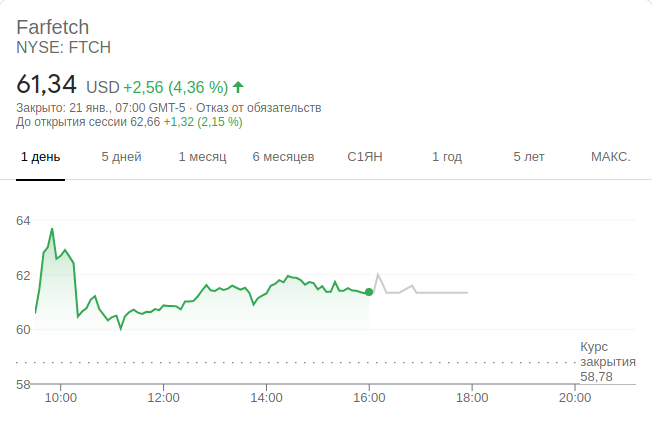 Farfetch
NYSE: FTCH
61,34 USD +2,56 (4,36 %)
Закрыто: 21 янв., 07:00 GMT-5 · Отказ от обязательств
До открытия сессии 62,66 +1,32 (2,15 %)
1 день 5 дней 1 месяц 6 месяцев С1ЯН 1 год 5 лет МАКС.
64
62
60
Курс
закрытия
58,78
58
10:00 12:00 14:00 16:00 18:00 20:00